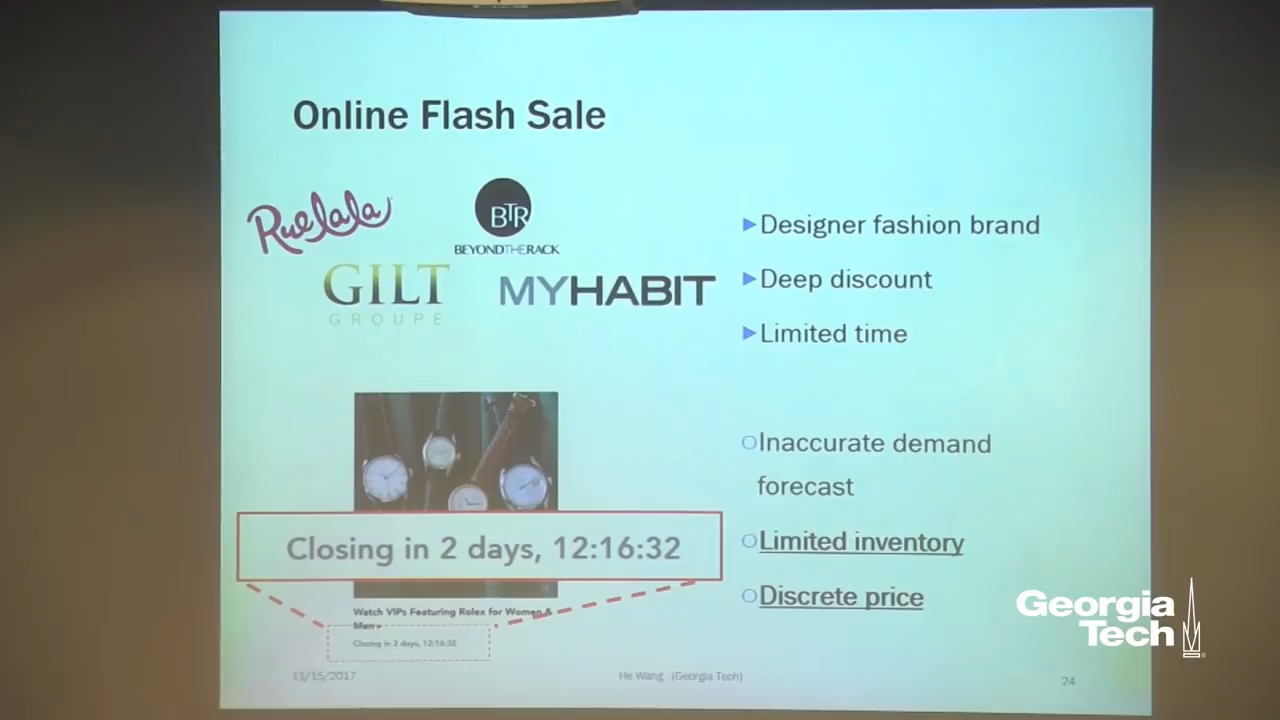 Online Flash Sale
Ruelala
BTR
BEYONDTHERACK
GILT
GROUPE
MYHABIT
Designer fashion brand
Deep discount
Limited time
Inaccurate demand
forecast
Limited inventory
Discrete price
Closing in 2 days, 12:16:32
Watch VIPs Featuring Rolex for Women &
Men
Closing in 2 days, 12:16:32
11/15/2017
He Wang (Georgia Tech)
24
Georgia
Tech